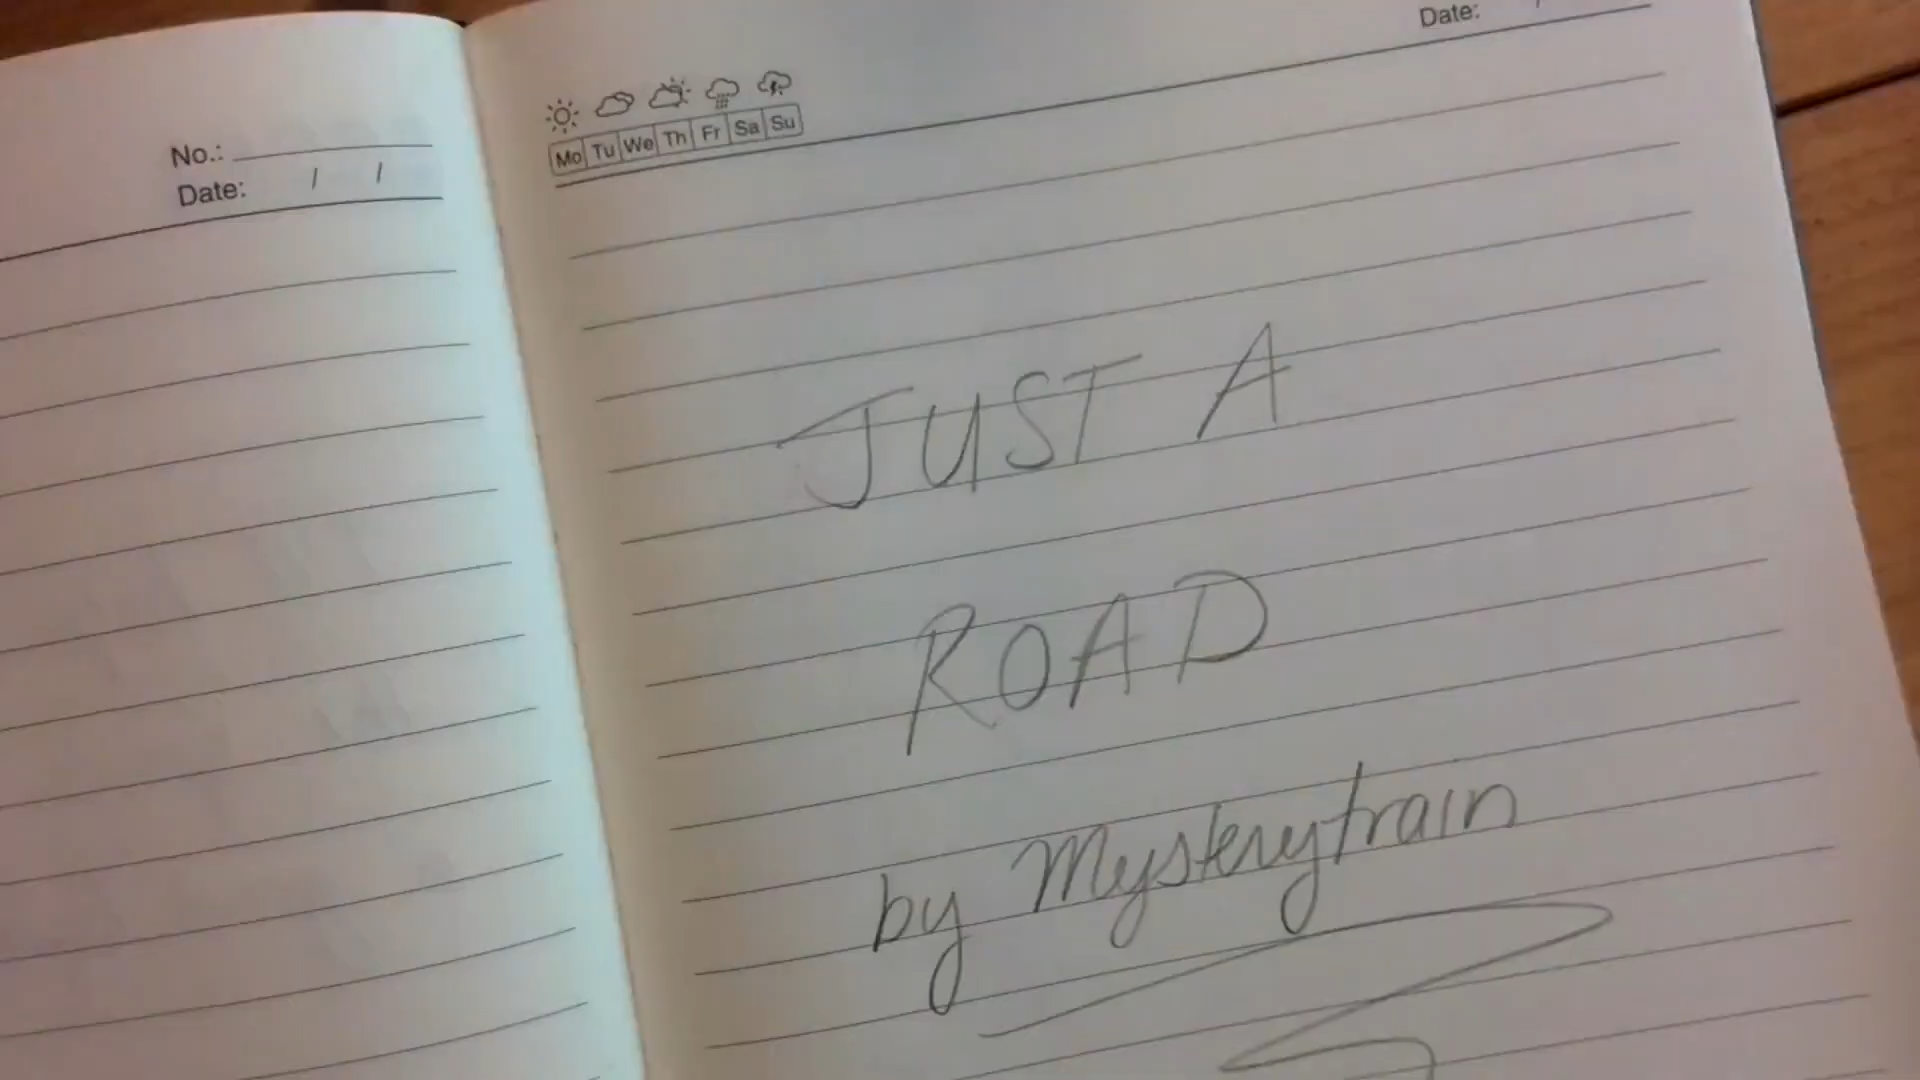 No.:
Date: / /
Date: /
Mo Tu We Th Fr Sa Su
JUST A
ROAD
by Mysterytrain